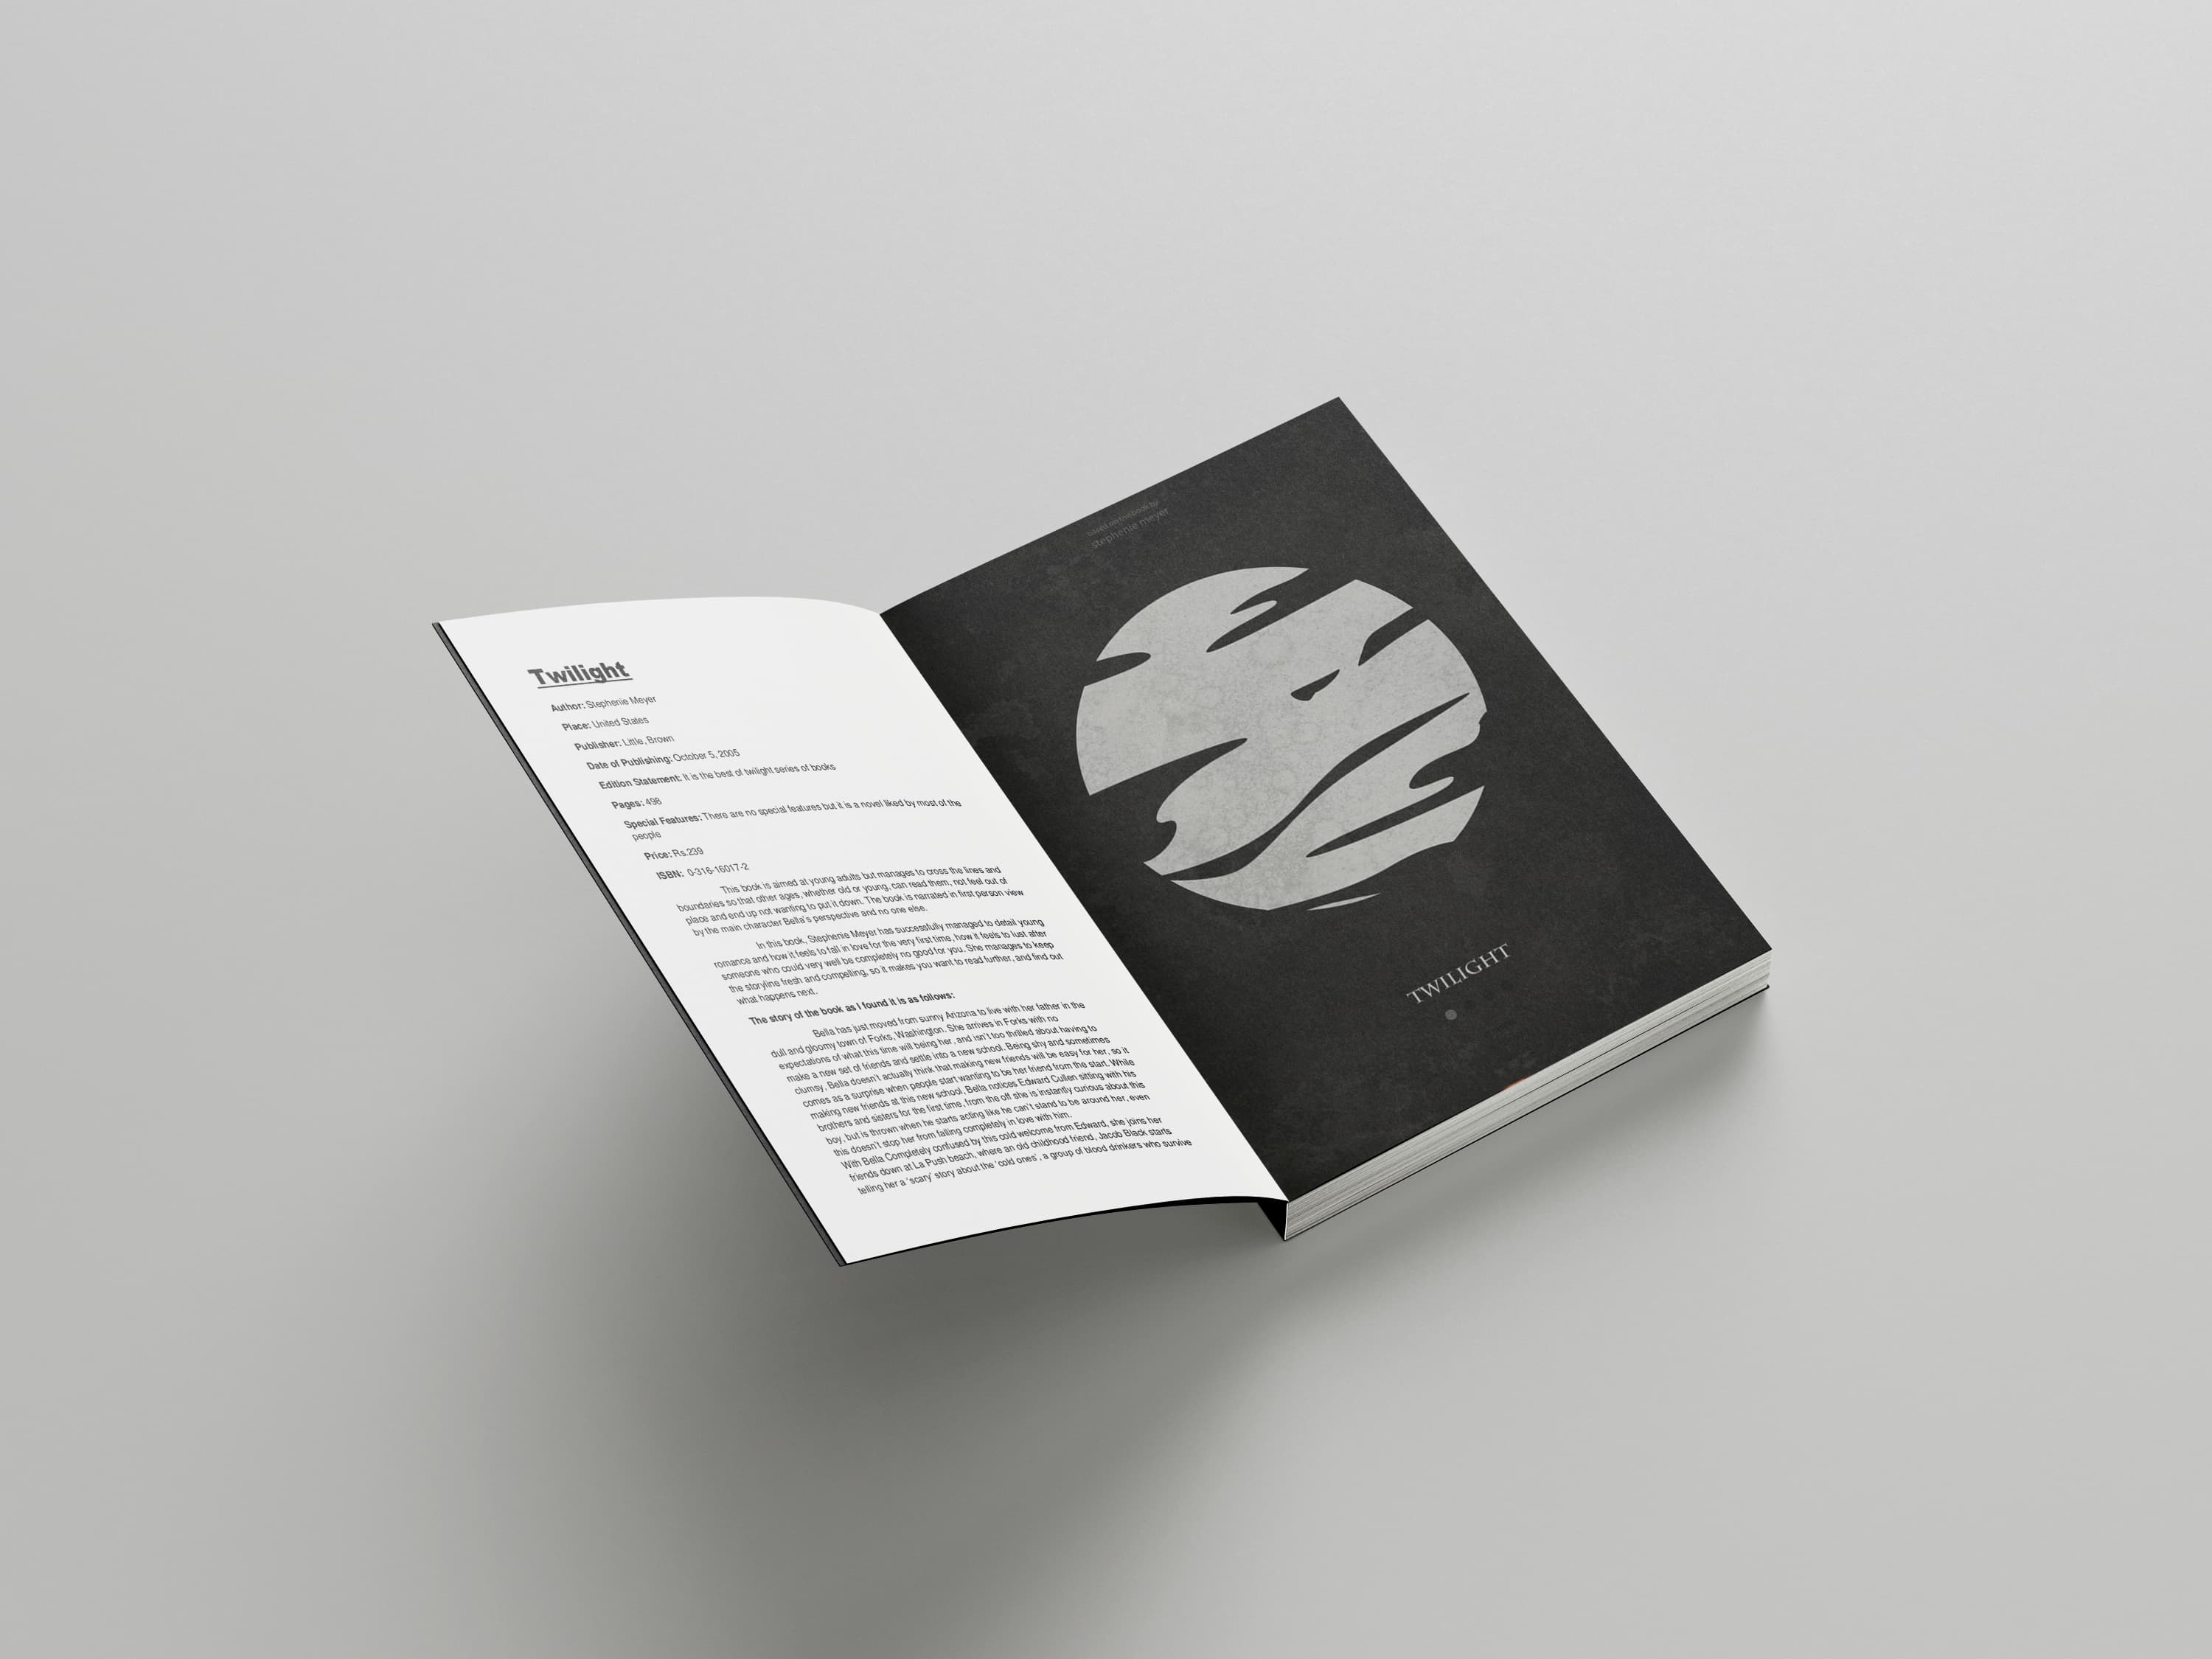 Twilight
Author: Stephenie Meyer
Place: United States
Publisher: Little, Brown
Date of Publishing: October 5, 2005
Edition Statement: It is the best of twilight series of books
Pages: 498
Special Features: There are no special features but it is a novel liked by most of the
people
Price: Rs.239
ISBN: 0-316-16017-2
This book is aimed at young adults but manages to cross the lines and
boundaries so that other ages, whether old or young, can read them, not feel out of
place and end up not wanting to put it down. The book is narrated in first person view
by the main character Bella's perspective and no one else.
In this book, Stephenie Meyer has successfully managed to detail young
romance and how it feels to fall in love for the very first time, how it feels to lust after
someone who could very well be completely no good for you. She manages to keep
the storyline fresh and compelling, so it makes you want to read further, and find out
what happens next.
The story of the book as I found it is as follows:
Bella has just moved from sunny Arizona to live with her father in the
dull and gloomy town of Forks, Washington. She arrives in Forks with no
expectations of what this time will being her, and isn't too thrilled about having to
make a new set of friends and settle into a new school. Being shy and sometimes
clumsy, Bella doesn't actually think that making new friends will be easy for her, so it
comes as a surprise when people start wanting to be her friend from the start. While
making new friends at this new school, Bella notices Edward Cullen sitting with his
brothers and sisters for the first time, from the off she is instantly curious about this
boy, but is thrown when he starts acting like he can't stand to be around her, even
this doesn't stop her from falling completely in love with him.
With Bella Completely confused by this cold welcome from Edward, she joins her
friends down at La Push beach, where an old childhood friend, Jacob Black starts
telling her a 'scary' story about the 'cold ones', a group of blood drinkers who survive
stephenie meyer
TWILIGHT